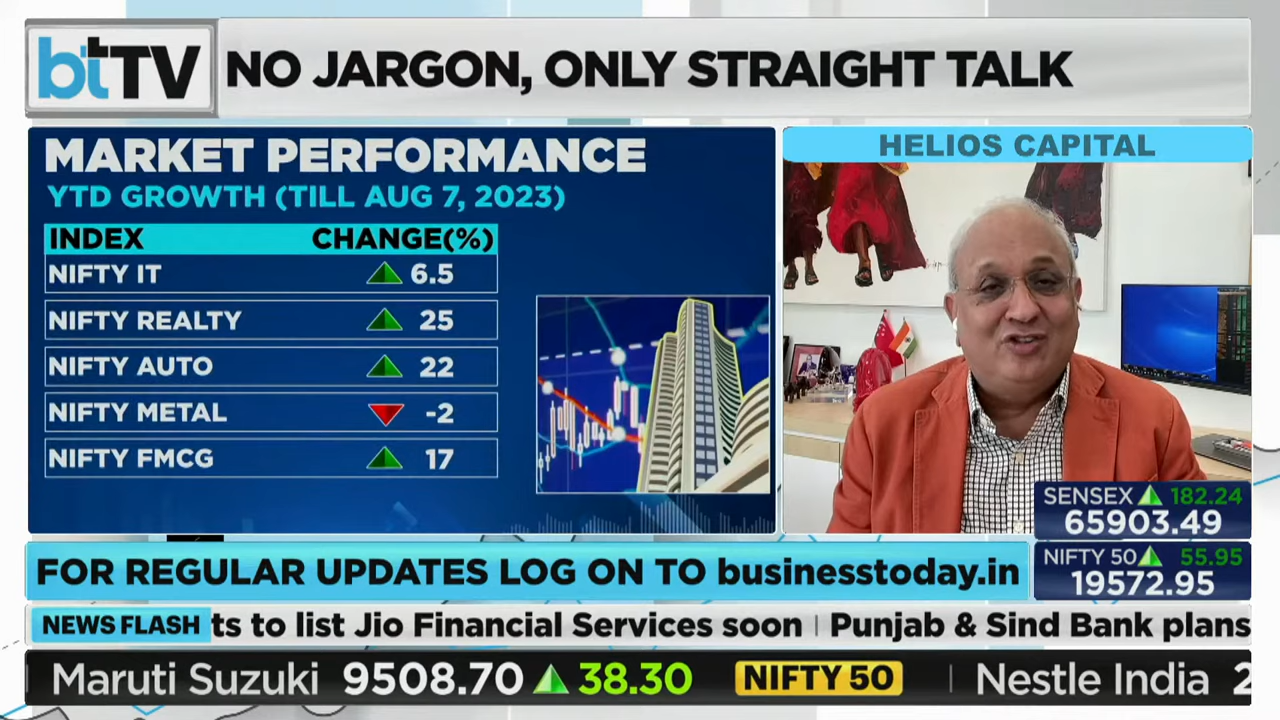 btTV
NO JARGON, ONLY STRAIGHT TALK
MARKET PERFORMANCE
YTD GROWTH (TILL AUG 7, 2023)
INDEX CHANGE(%)
NIFTY IT 6.5
NIFTY REALTY 25
NIFTY AUTO 22
NIFTY METAL -2
NIFTY FMCG 17
HELIOS CAPITAL
SENSEX 182.24
65903.49
NIFTY 50 55.95
19572.95
FOR REGULAR UPDATES LOG ON TO businesstoday.in
NEWS FLASH ts to list Jio Financial Services soon | Punjab & Sind Bank plans
Maruti Suzuki 9508.70 38.30 NIFTY 50 | Nestle India 2